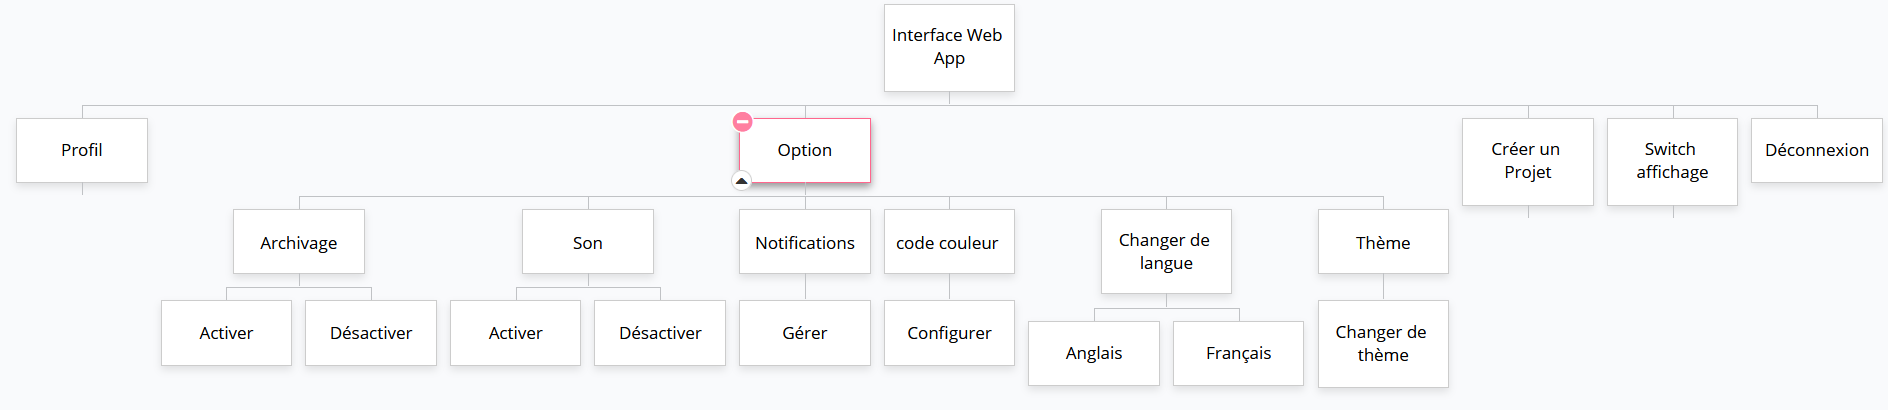 Interface Web
App
Profil
Option
Créer un
Projet
Switch
affichage
Déconnexion
Archivage
Son
Notifications
code couleur
Changer de
langue
Thème
Activer
Désactiver
Activer
Désactiver
Gérer
Configurer
Anglais
Français
Changer de
thème